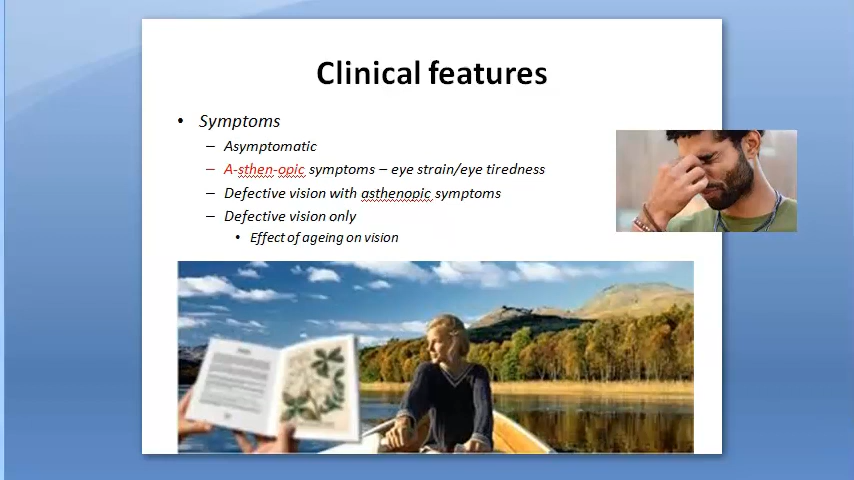 Clinical features
• Symptoms
– Asymptomatic
– A-sthen-opic symptoms – eye strain/eye tiredness
– Defective vision with asthenopic symptoms
– Defective vision only
• Effect of ageing on vision